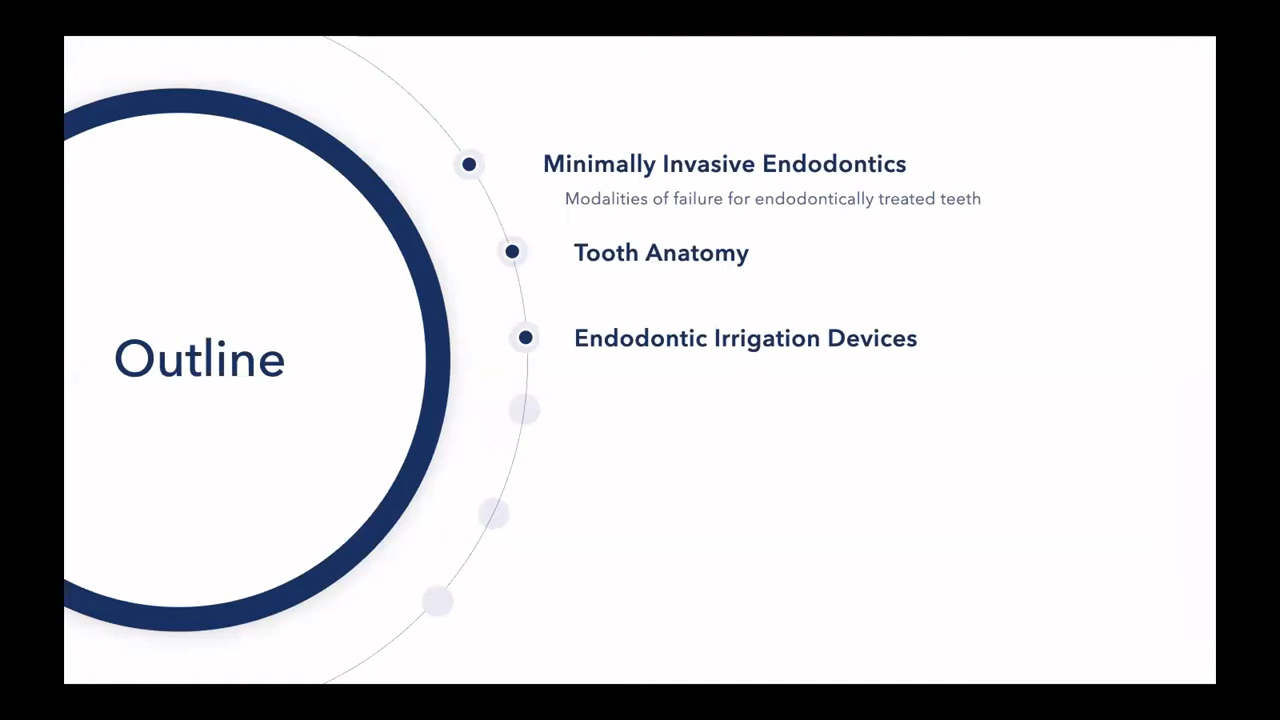 Outline
Minimally Invasive Endodontics
Modalities of failure for endodontically treated teeth
Tooth Anatomy
Endodontic Irrigation Devices